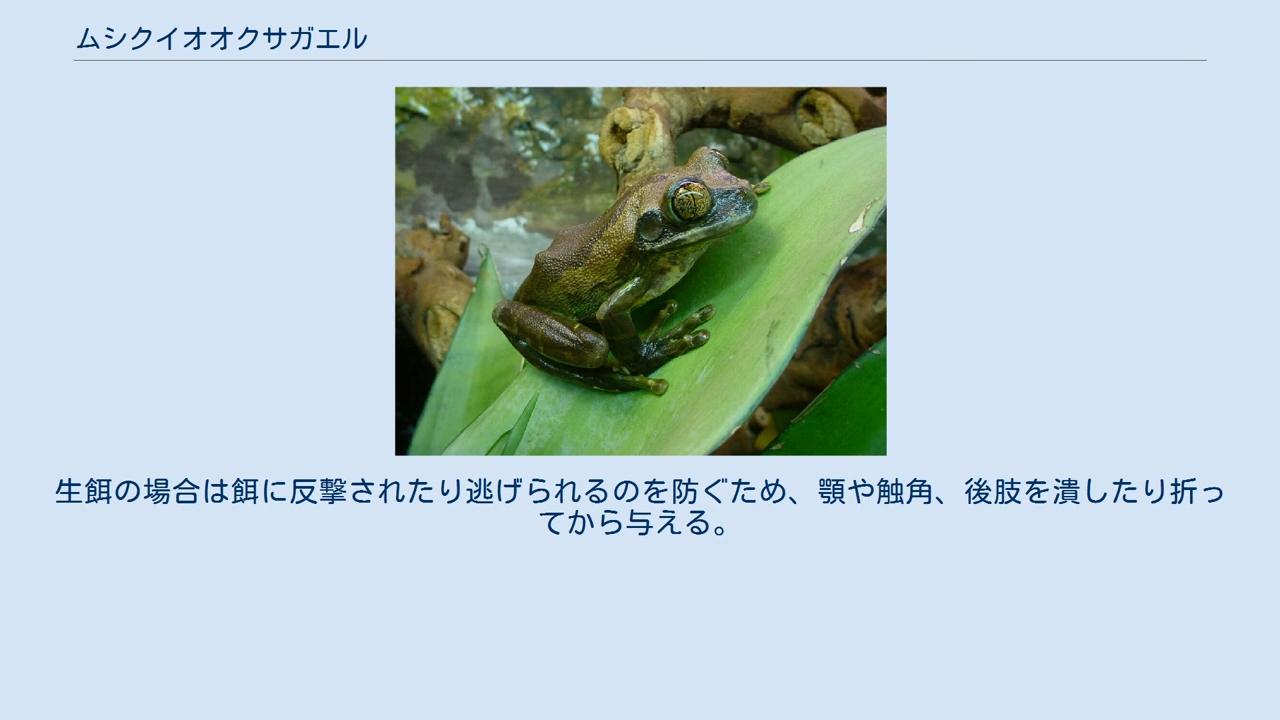 ムシクイオオクサガエル
生餌の場合は餌に反撃されたり逃げられるのを防ぐため、顎や触角、後肢を潰したり折っ
てから与える。